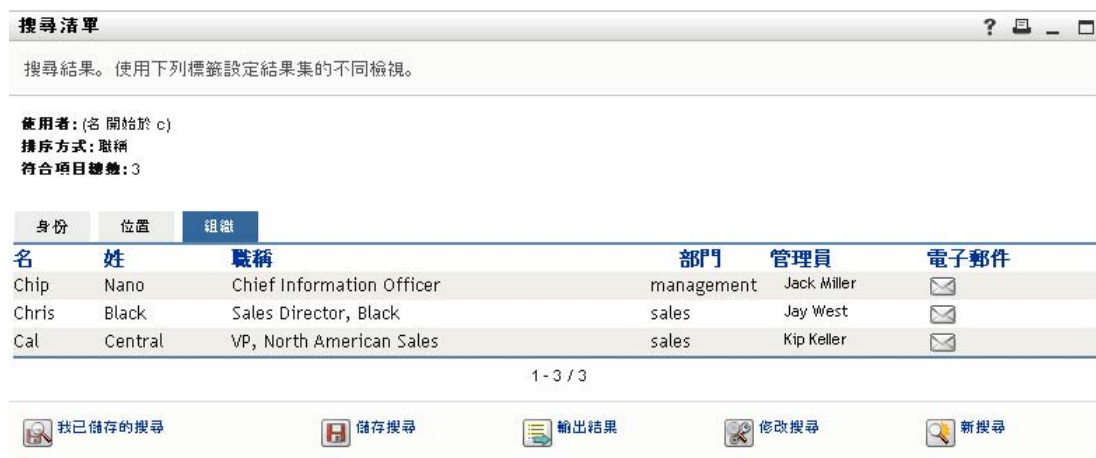 搜尋清單 ?
搜尋結果。使用下列標籤設定結果集的不同檢視。
使用者:(名 開始於 c)
排序方式:職稱
符合項目總數:3
身份 位置 組織
名 姓 職稱 部門 管理員 電子郵件
Chip Nano Chief Information Officer management Jack Miller
Chris Black Sales Director, Black sales Jay West
Cal Central VP, North American Sales sales Kip Keller
1 - 3 / 3
我已儲存的搜尋 儲存搜尋 輸出結果 修改搜尋 新搜尋